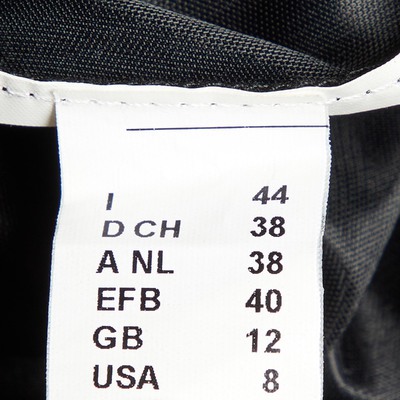 I 44
D CH 38
A NL 38
EFB 40
GB 12
USA 8